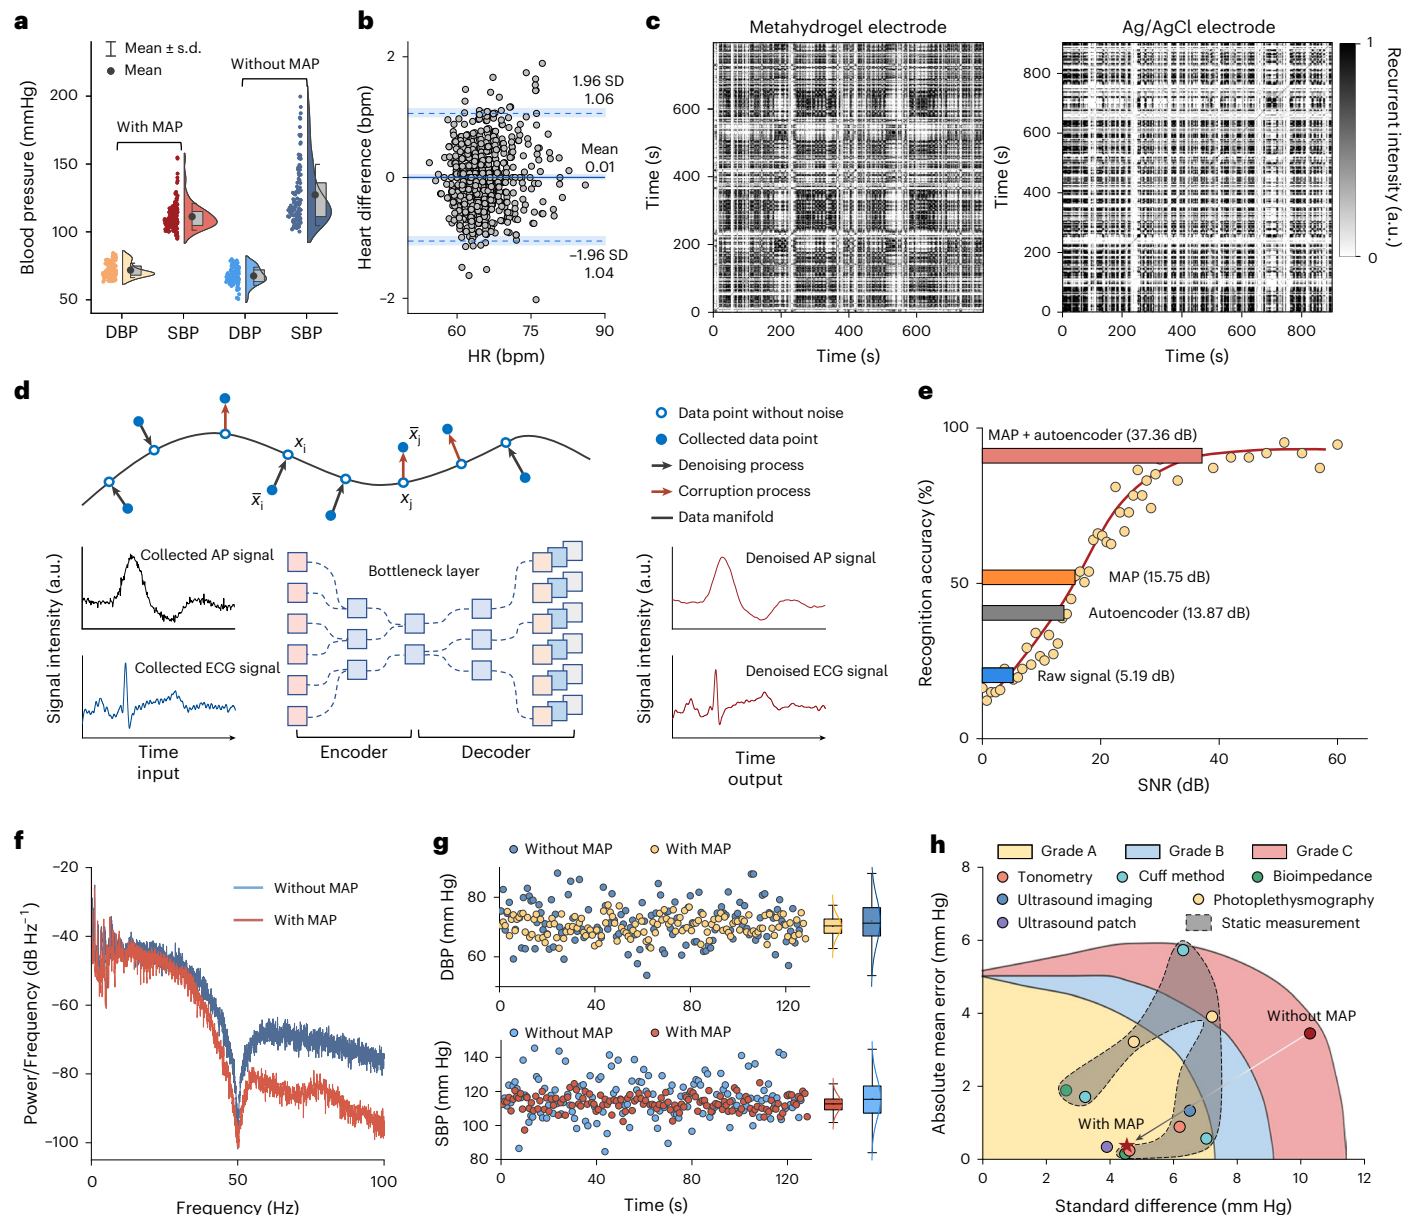 a
Mean ± s.d.
Mean
With MAP
Without MAP
Blood pressure (mmHg)
200
150
100
50
DBP
SBP
DBP
SBP
b
Heart difference (bpm)
2
0
−2
1.96 SD
1.06
Mean
0.01
−1.96 SD
1.04
60
75
90
HR (bpm)
c
Metahydrogel electrode
Time (s)
600
400
200
0
0
200
400
600
Time (s)
Ag/AgCl electrode
Time (s)
800
600
400
200
0
0
200
400
600
800
Time (s)
1
0
Recurrent intensity (a.u.)
d
x̅i
xi
x̅j
xj
Data point without noise
Collected data point
Denoising process
Corruption process
Data manifold
Signal intensity (a.u.)
Collected AP signal
Collected ECG signal
Time
input
Bottleneck layer
Encoder
Decoder
Signal intensity (a.u.)
Denoised AP signal
Denoised ECG signal
Time
output
e
Recognition accuracy (%)
100
50
0
MAP + autoencoder (37.36 dB)
MAP (15.75 dB)
Autoencoder (13.87 dB)
Raw signal (5.19 dB)
0
20
40
60
SNR (dB)
f
Power/Frequency (dB Hz−1)
−20
−40
−60
−80
−100
Without MAP
With MAP
0
50
100
Frequency (Hz)
g
Without MAP
With MAP
DBP (mm Hg)
80
60
0
40
80
120
Without MAP
With MAP
SBP (mm Hg)
140
120
100
80
0
40
80
120
Time (s)
h
Grade A
Grade B
Grade C
Tonometry
Cuff method
Bioimpedance
Ultrasound imaging
Photoplethysmography
Ultrasound patch
Static measurement
Absolute mean error (mm Hg)
8
6
4
2
0
Without MAP
With MAP
0
2
4
6
8
10
12
Standard difference (mm Hg)